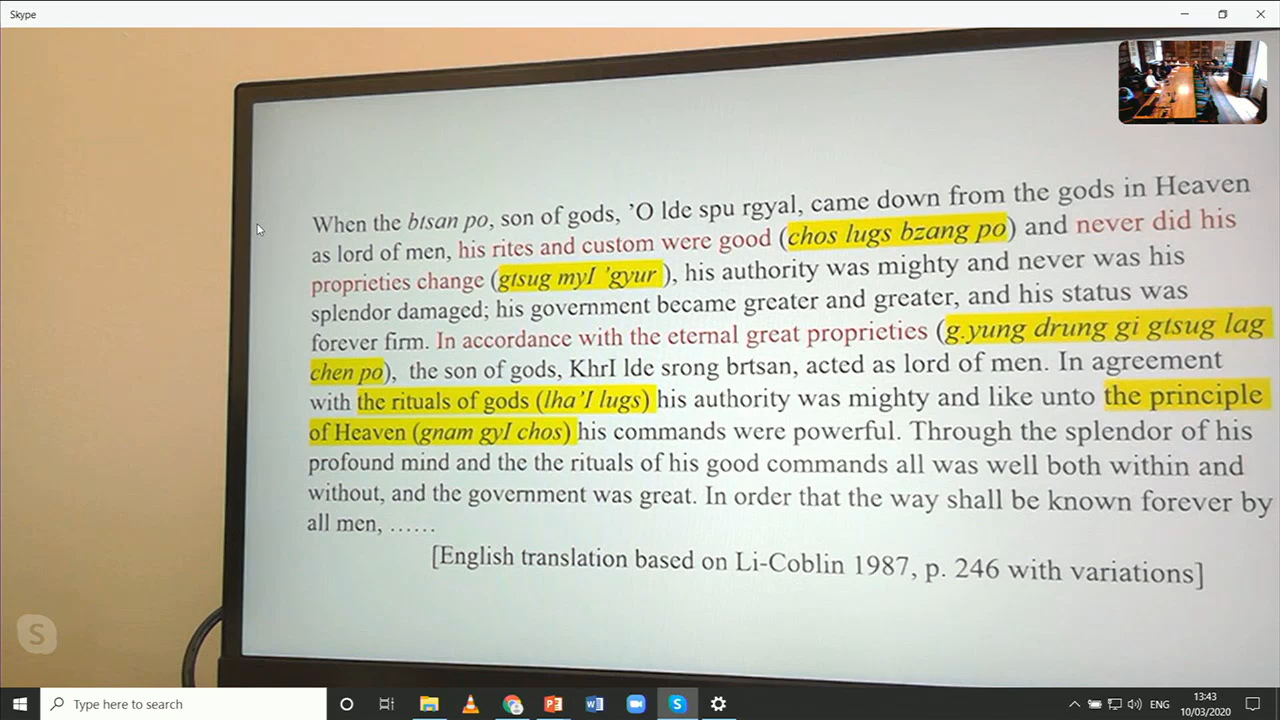 Skype
When the btsan po, son of gods, ’O lde spu rgyal, came down from the gods in Heaven
as lord of men, his rites and custom were good (chos lugs bzang po) and never did his
proprieties change (gtsug myI ’gyur ), his authority was mighty and never was his
splendor damaged; his government became greater and greater, and his status was
forever firm. In accordance with the eternal great proprieties (g.yung drung gi gtsug lag
chen po), the son of gods, KhrI lde srong brtsan, acted as lord of men. In agreement
with the rituals of gods (lha’I lugs) his authority was mighty and like unto the principle
of Heaven (gnam gyI chos) his commands were powerful. Through the splendor of his
profound mind and the the rituals of his good commands all was well both within and
without, and the government was great. In order that the way shall be known forever by
all men, ……
[English translation based on Li-Coblin 1987, p. 246 with variations]
S
Type here to search
P
W
S
ENG
13:43
10/03/2020